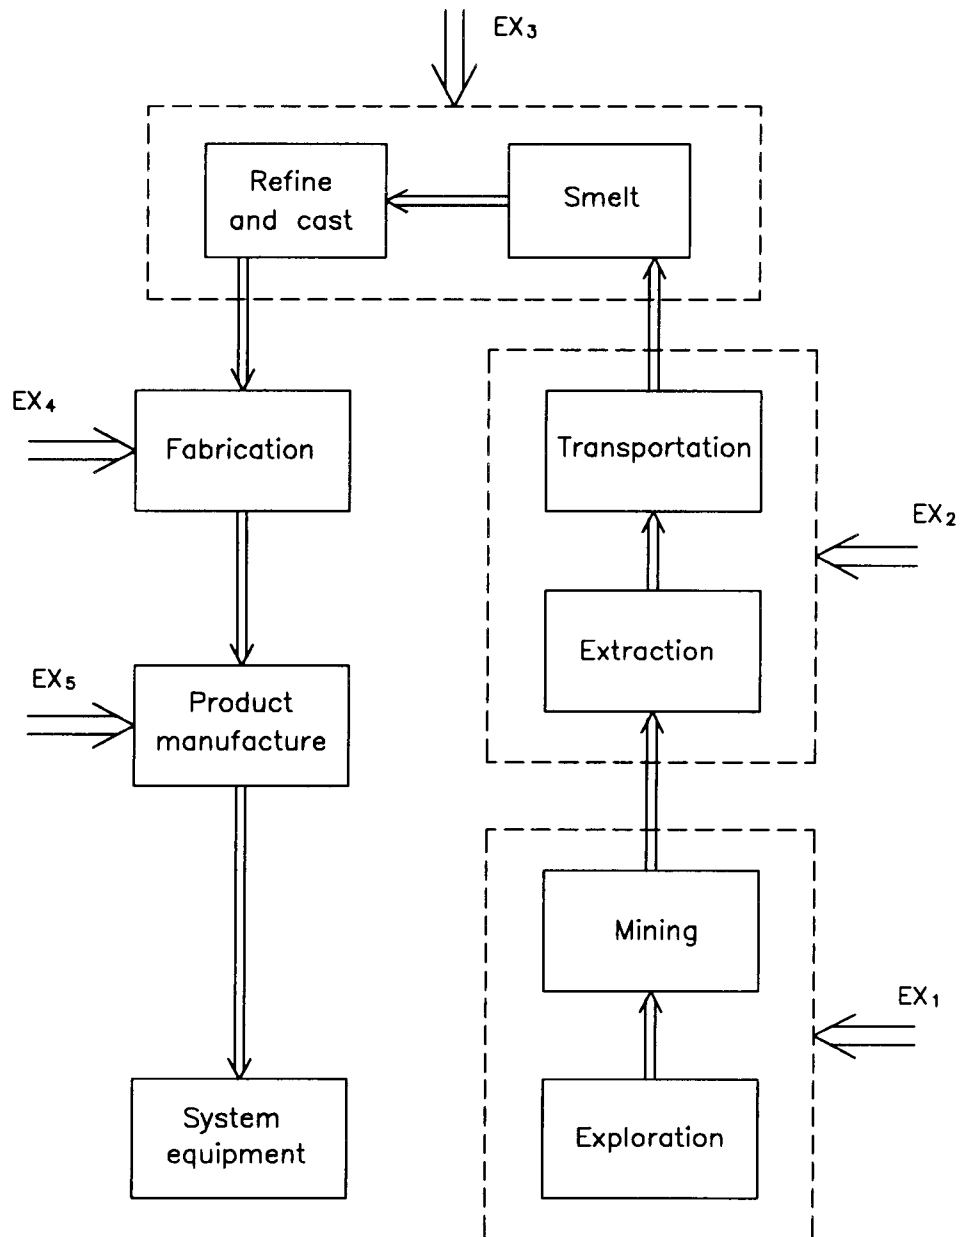 EX₃
Refine
and cast
Smelt
EX₄
Fabrication
Transportation
EX₂
Extraction
EX₅
Product
manufacture
Mining
EX₁
System
equipment
Exploration